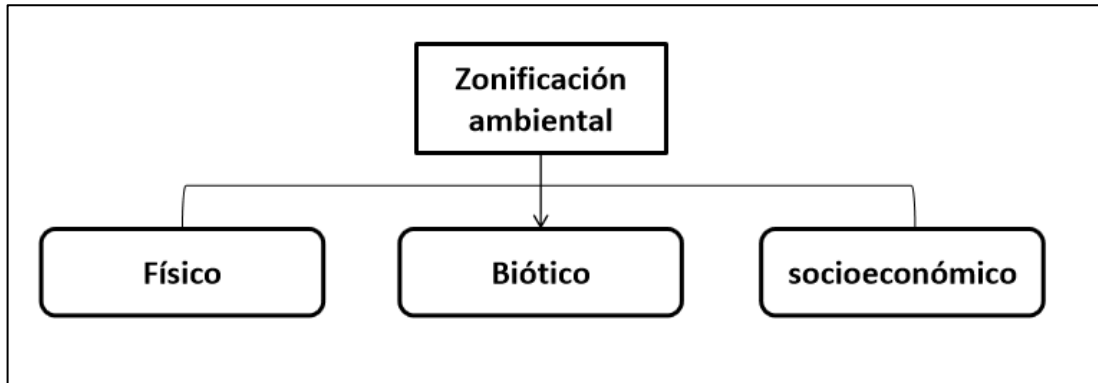 Zonificación
ambiental
Físico
Biótico
socioeconómico